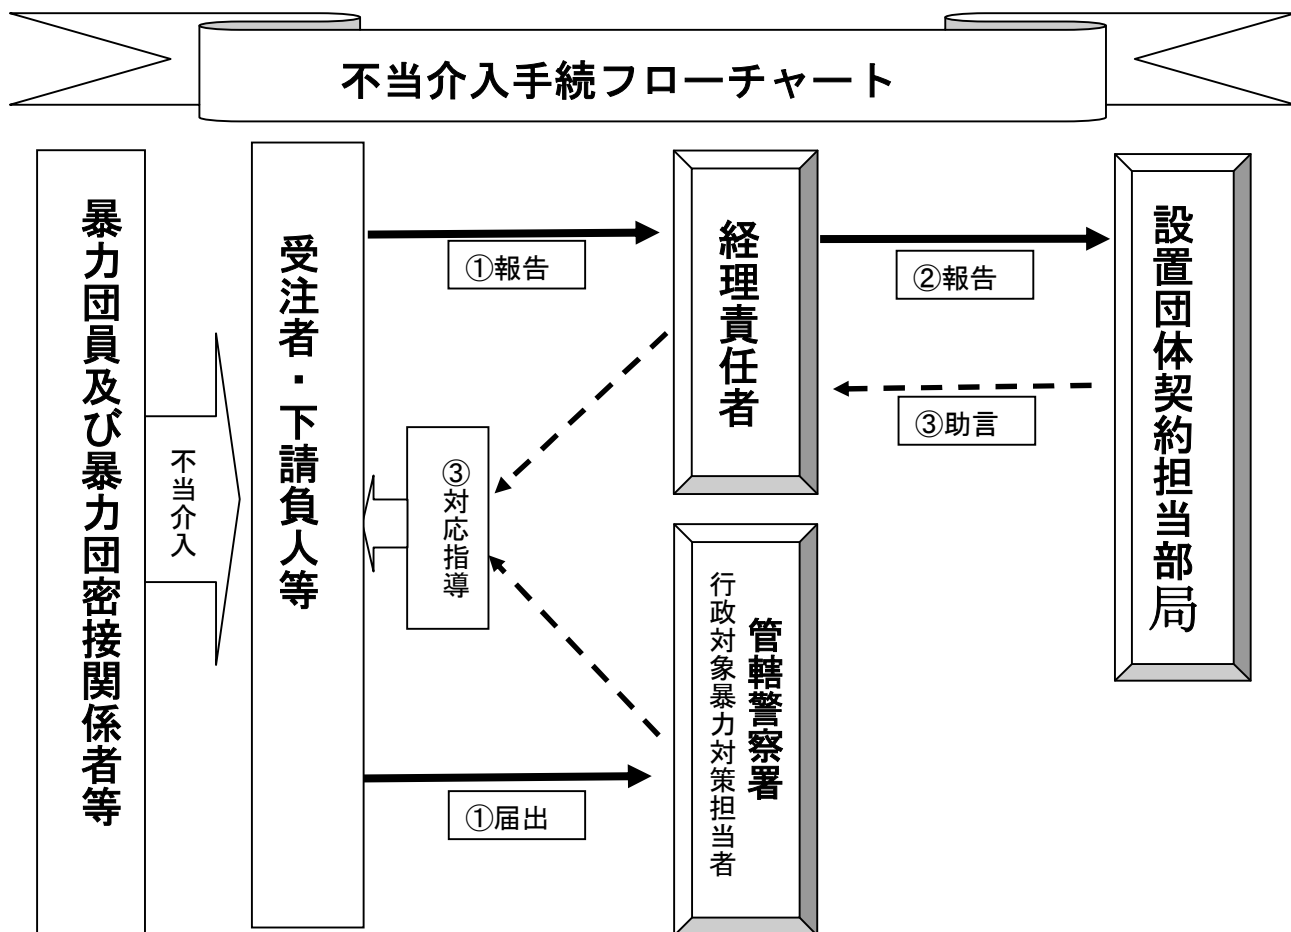 不当介入手続フローチャート
暴力団員及び暴力団密接関係者等
不当介入
受注者・下請負人等
①報告
経理責任者
②報告
設置団体契約担当部局
③助言
③対応指導
管轄警察署
行政対象暴力対策担当者
①届出